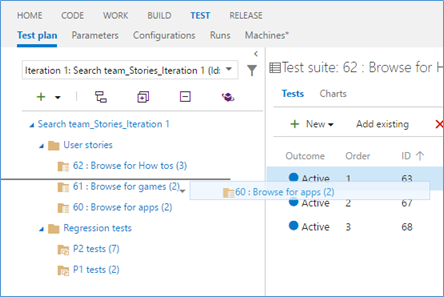 HOME CODE WORK BUILD TEST RELEASE
Test plan Parameters Configurations Runs Machines*
Iteration 1: Search team_Stories_Iteration 1 (Id:
Test suite: 62 : Browse for H
Tests Charts
New Add existing
Search team_Stories_Iteration 1
User stories
62 : Browse for How tos (3)
61 : Browse for games (2)
60 : Browse for apps (2)
60 : Browse for apps (2)
Regression tests
P2 tests (7)
P1 tests (2)
Outcome Order ID
Active 1 63
Active 2 67
Active 3 68